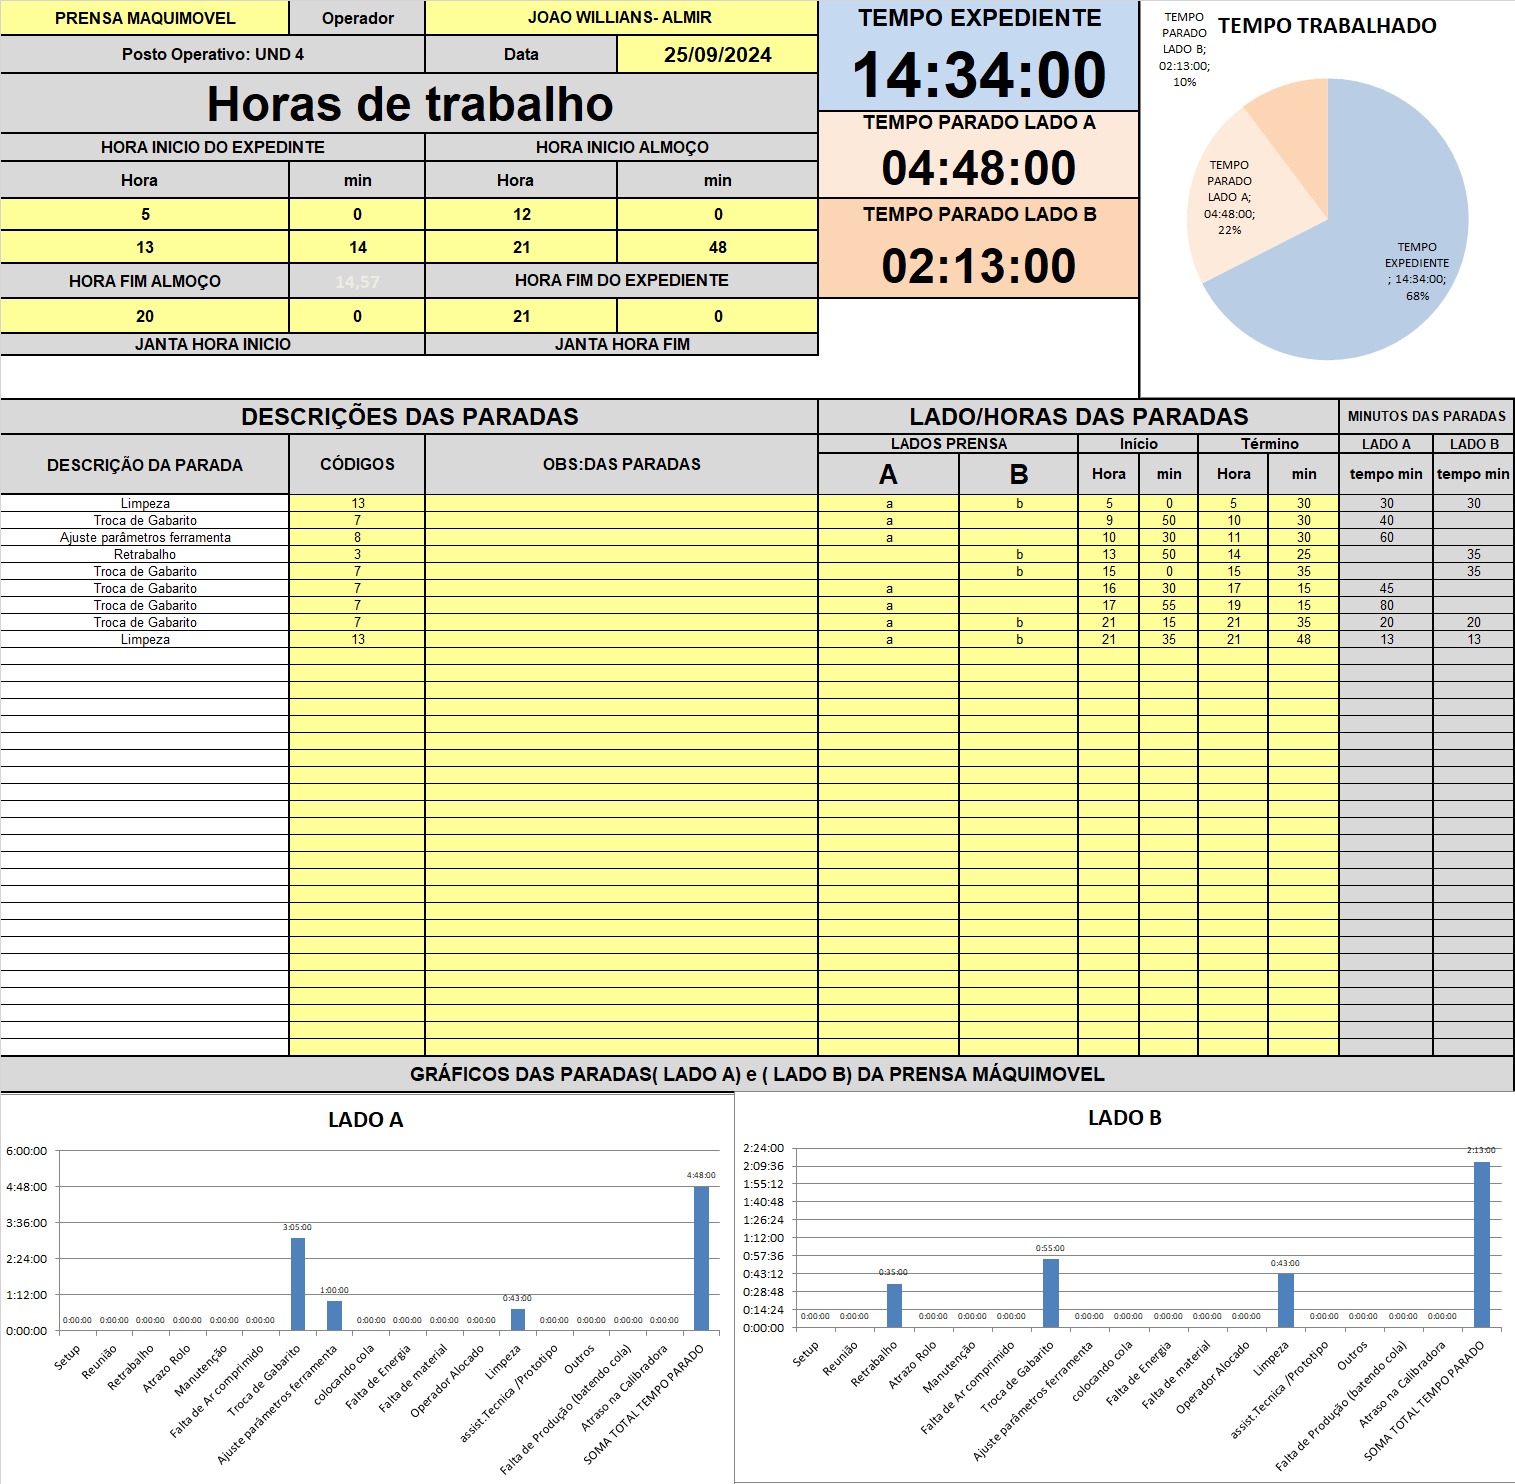 PRENSA MAQUIMOVEL Operador JOAO WILLIANS- ALMIR
Posto Operativo: UND 4 Data 25/09/2024
Horas de trabalho
HORA INICIO DO EXPEDINTE HORA INICIO ALMOÇO
Hora min Hora min
5 0 12 0
13 14 21 48
HORA FIM ALMOÇO 14,57 HORA FIM DO EXPEDIENTE
20 0 21 0
JANTA HORA INICIO JANTA HORA FIM
TEMPO EXPEDIENTE
14:34:00
TEMPO PARADO LADO A
04:48:00
TEMPO PARADO LADO B
02:13:00
TEMPO TRABALHADO
TEMPO
PARADO
LADO B;
02:13:00;
10%
TEMPO
PARADO
LADO A;
04:48:00;
22%
TEMPO
EXPEDIENTE
; 14:34:00;
68%
DESCRIÇÕES DAS PARADAS LADO/HORAS DAS PARADAS MINUTOS DAS PARADAS
DESCRIÇÃO DA PARADA CÓDIGOS OBS:DAS PARADAS LADOS PRENSA Início Término LADO A LADO B
A B Hora min Hora min tempo min tempo min
Limpeza 13 a b 5 0 5 30 30 30
Troca de Gabarito 7 a 9 50 10 30 40
Ajuste parâmetros ferramenta 8 a 10 30 11 30 60
Retrabalho 3 b 13 50 14 25 35
Troca de Gabarito 7 b 15 0 15 35 35
Troca de Gabarito 7 a 16 30 17 15 45
Troca de Gabarito 7 a 17 55 19 15 80
Troca de Gabarito 7 a b 21 15 21 35 20 20
Limpeza 13 a b 21 35 21 48 13 13
GRÁFICOS DAS PARADAS( LADO A) e ( LADO B) DA PRENSA MÁQUIMOVEL
LADO A
6:00:00
4:48:00
3:36:00
2:24:00
1:12:00
0:00:00
0:00:00 0:00:00 0:00:00 0:00:00 0:00:00 0:00:00 3:05:00 1:00:00 0:00:00 0:00:00 0:00:00 0:00:00 0:43:00 0:00:00 0:00:00 0:00:00 0:00:00 4:48:00
Setup
Reunião
Retrabalho
Atrazo Rolo
Manutenção
Falta de Ar comprimido
Troca de Gabarito
Ajuste parâmetros ferramenta
colocando cola
Falta de Energia
Falta de material
Operador Alocado
Limpeza
assist.Tecnica /Prototipo
Outros
Falta de Produção (batendo cola)
Atraso na Calibradora
SOMA TOTAL TEMPO PARADO
LADO B
2:24:00
2:09:36
1:55:12
1:40:48
1:26:24
1:12:00
0:57:36
0:43:12
0:28:48
0:14:24
0:00:00
0:00:00 0:00:00 0:35:00 0:00:00 0:00:00 0:00:00 0:55:00 0:00:00 0:00:00 0:00:00 0:00:00 0:00:00 0:43:00 0:00:00 0:00:00 0:00:00 0:00:00 2:13:00
Setup
Reunião
Retrabalho
Atrazo Rolo
Manutenção
Falta de Ar comprimido
Troca de Gabarito
Ajuste parâmetros ferramenta
colocando cola
Falta de Energia
Falta de material
Operador Alocado
Limpeza
assist.Tecnica /Prototipo
Outros
Falta de Produção (batendo cola)
Atraso na Calibradora
SOMA TOTAL TEMPO PARADO